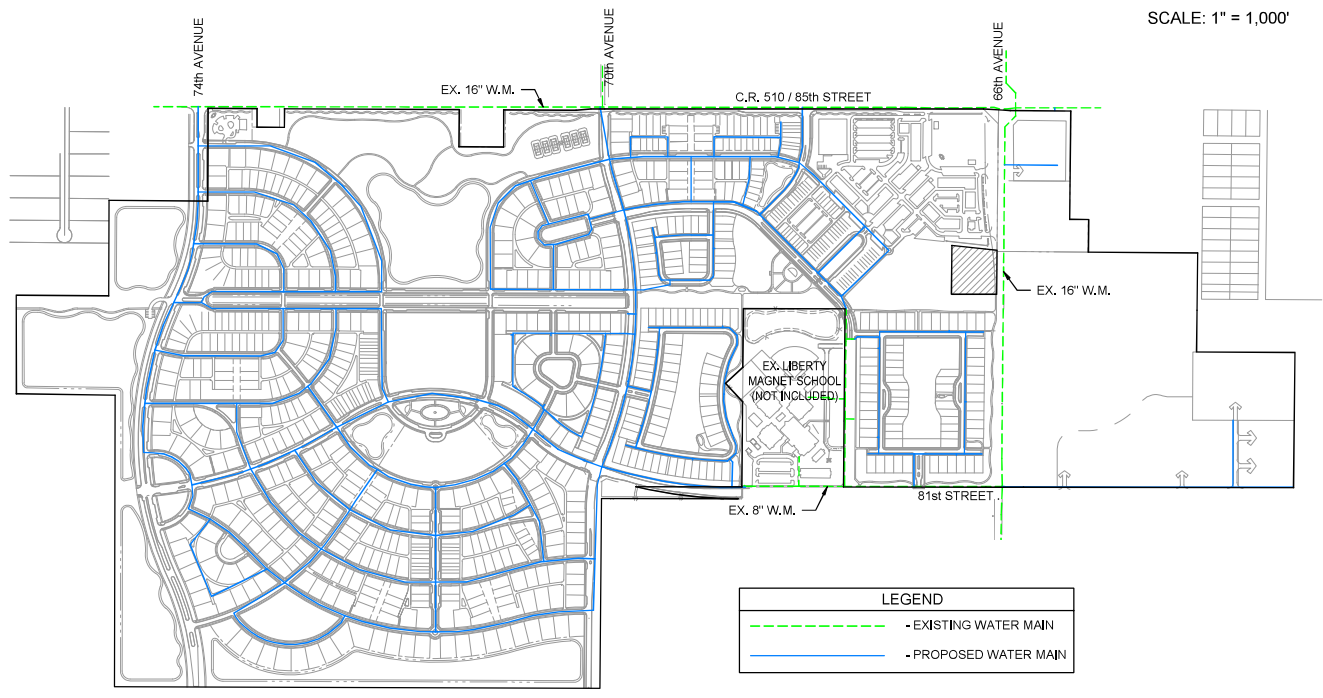 SCALE: 1" = 1,000'
74th AVENUE
70th AVENUE
66th AVENUE
EX. 16" W.M.
C.R. 510 / 85th STREET
EX. 16" W.M.
EX. LIBERTY
MAGNET SCHOOL
(NOT INCLUDED)
81st STREET
EX. 8" W.M.
LEGEND
- EXISTING WATER MAIN
- PROPOSED WATER MAIN